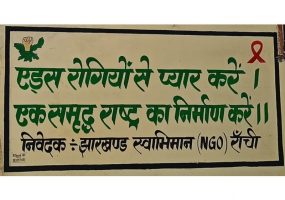 एड्स रोगियों से प्यार करें ।
एक समृद्ध राष्ट्र का निर्माण करें ।।
निवेदक ÷ झारखण्ड स्वाभिमान (NGO) राँची